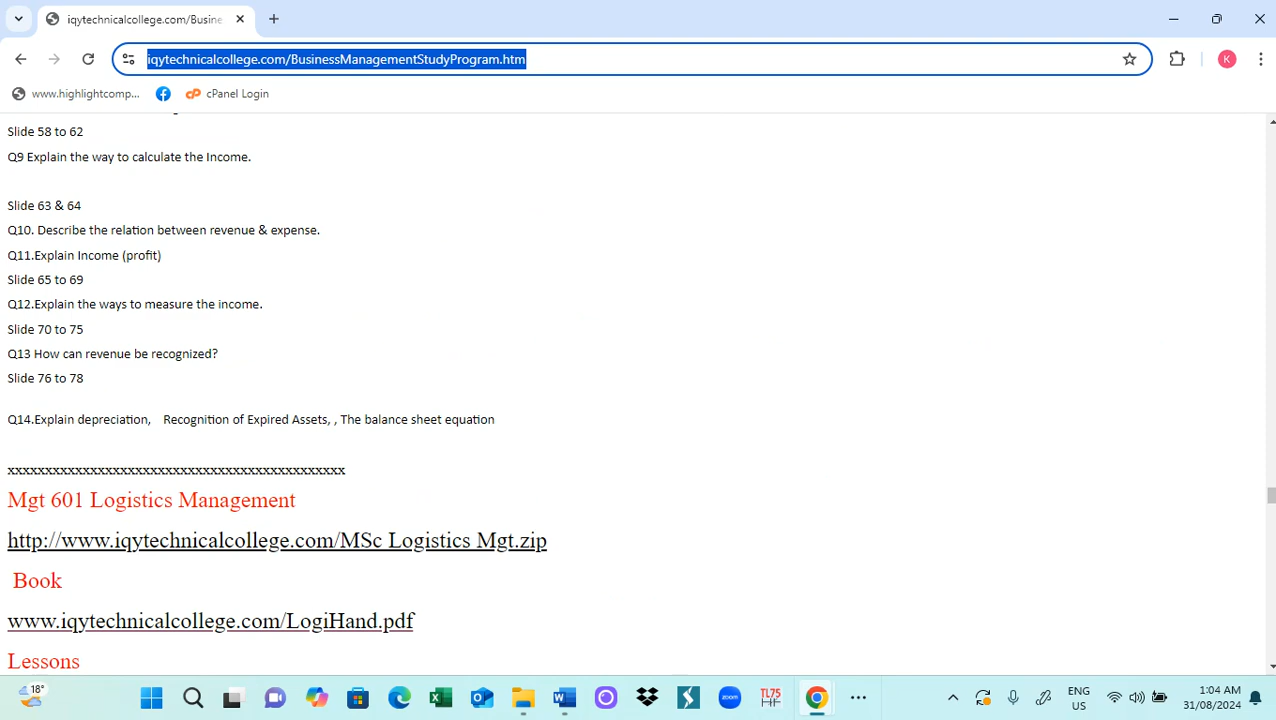 iqytechnicalcollege.com/Busine
iqytechnicalcollege.com/BusinessManagementStudyProgram.htm
K
www.highlightcomp...
cPanel Login
Slide 58 to 62
Q9 Explain the way to calculate the Income.
Slide 63 & 64
Q10. Describe the relation between revenue & expense.
Q11.Explain Income (profit)
Slide 65 to 69
Q12.Explain the ways to measure the income.
Slide 70 to 75
Q13 How can revenue be recognized?
Slide 76 to 78
Q14.Explain depreciation, Recognition of Expired Assets, , The balance sheet equation
xxxxxxxxxxxxxxxxxxxxxxxxxxxxxxxxxxxxxxxxxxxxx
Mgt 601 Logistics Management
http://www.iqytechnicalcollege.com/MSc Logistics Mgt.zip
Book
www.iqytechnicalcollege.com/LogiHand.pdf
Lessons
18°
zoom
TL75
ENG
US
1:04 AM
31/08/2024